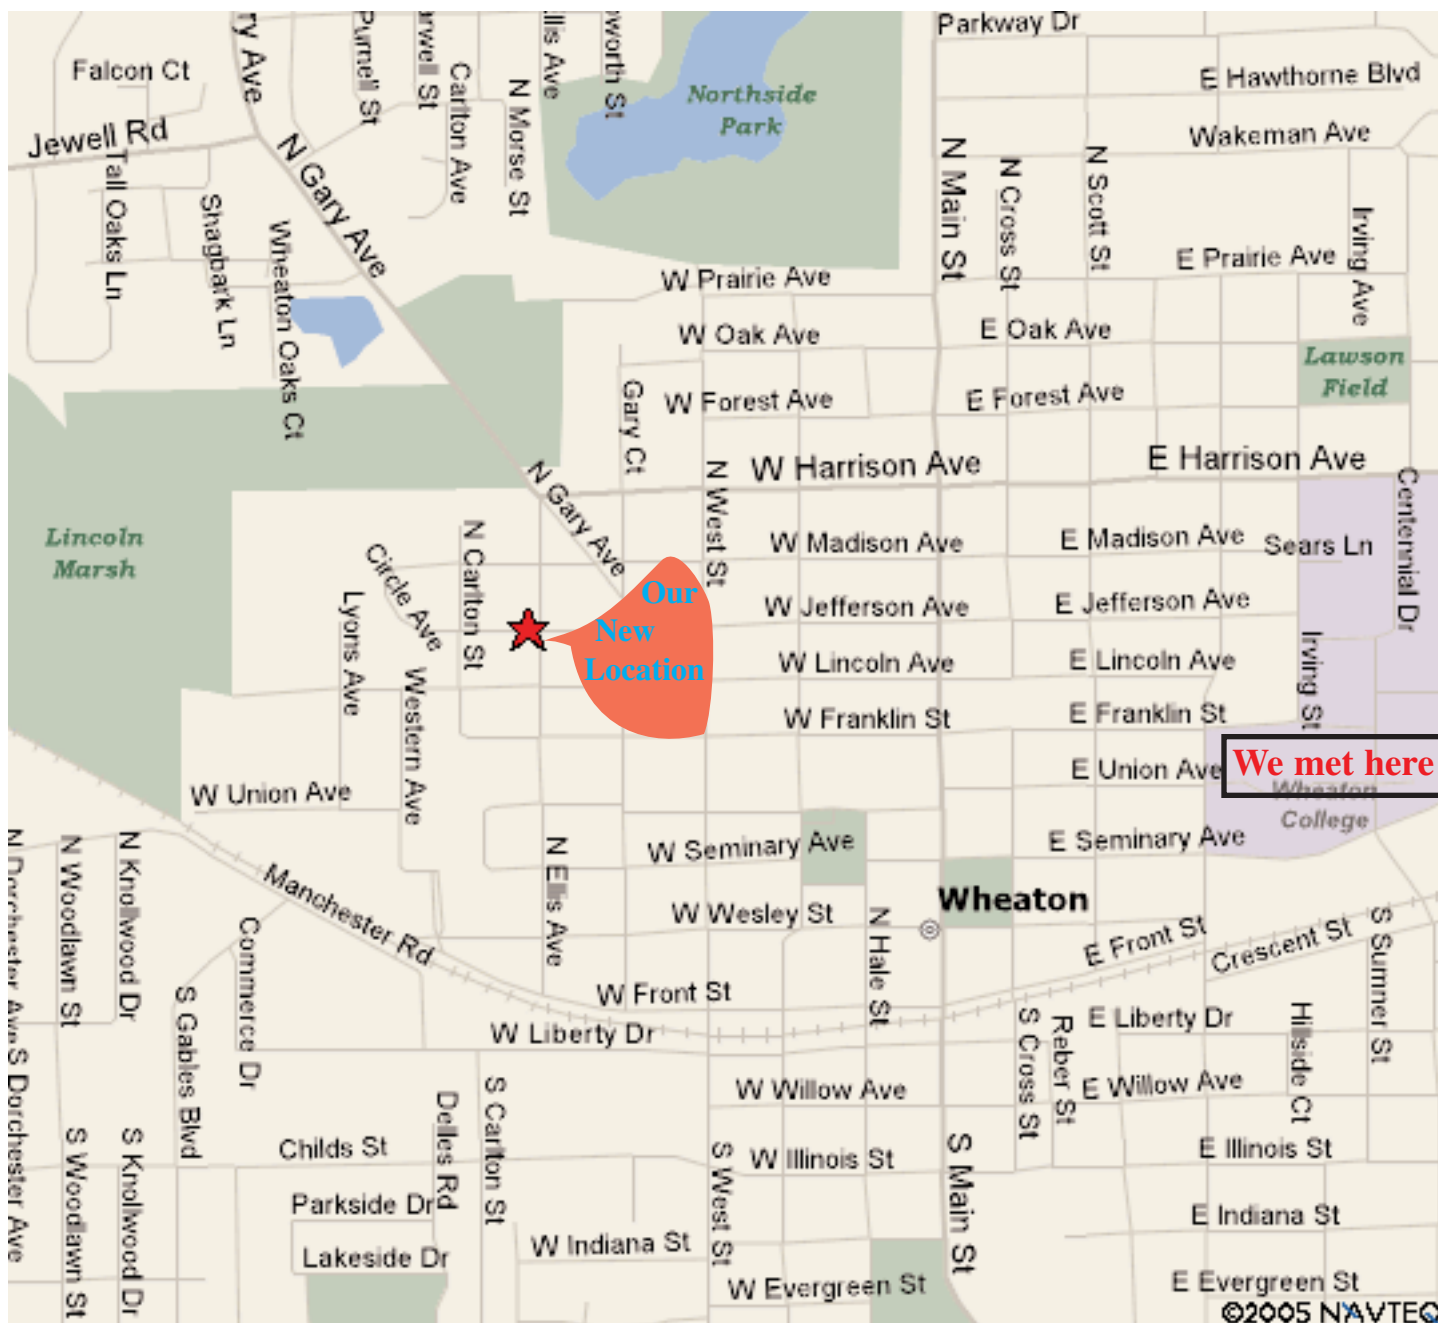 Parkway Dr
Falcon Ct
E Hawthorne Blvd
Purnell St
Carlton Ave
N Morse St
Northside
Park
Jewell Rd
Wakeman Ave
N Gary Ave
Tall Oaks Ln
Shagbark Ln
Wheaton Oaks Ct
N Main St
N Cross St
N Scott St
Irving Ave
E Prairie Ave
W Prairie Ave
W Oak Ave
E Oak Ave
Lawson
Field
Gary Ct
W Forest Ave
E Forest Ave
W Harrison Ave
E Harrison Ave
N Gary Ave
N West St
Centennial Dr
Lincoln
Marsh
N Carlton St
Circle Ave
Lyons Ave
Western Ave
W Madison Ave
E Madison Ave
Sears Ln
Our
New
Location
W Jefferson Ave
E Jefferson Ave
W Lincoln Ave
E Lincoln Ave
Irving St
W Franklin St
E Franklin St
E Union Ave
We met here
Wheaton
College
W Union Ave
W Seminary Ave
E Seminary Ave
N Dorchester Ave
N Woodlawn St
N Knollwood Dr
Manchester Rd
N Ellis Ave
Wheaton
W Wesley St
N Hale St
E Front St
Crescent St
S Sumner St
Commerce Dr
S Gables Blvd
W Front St
W Liberty Dr
E Liberty Dr
S Cross St
Reber St
Hillside Ct
W Willow Ave
E Willow Ave
S Dorchester Ave
S Woodlawn St
S Knollwood Dr
Childs St
Delles Rd
S Carlton St
S West St
W Illinois St
S Main St
E Illinois St
Parkside Dr
Lakeside Dr
W Indiana St
E Indiana St
W Evergreen St
E Evergreen St
©2005 NAVTEQ